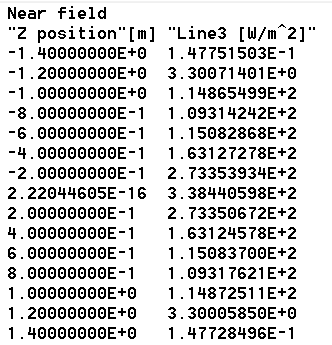 Near field
"Z position"[m] "Line3 [W/m^2]"
-1.40000000E+0 1.47751503E-1
-1.20000000E+0 3.30071401E+0
-1.00000000E+0 1.14865499E+2
-8.00000000E-1 1.09314242E+2
-6.00000000E-1 1.15082868E+2
-4.00000000E-1 1.63127278E+2
-2.00000000E-1 2.73353934E+2
2.22044605E-16 3.38440598E+2
2.00000000E-1 2.73350672E+2
4.00000000E-1 1.63124578E+2
6.00000000E-1 1.15083700E+2
8.00000000E-1 1.09317621E+2
1.00000000E+0 1.14872511E+2
1.20000000E+0 3.30005850E+0
1.40000000E+0 1.47728496E-1